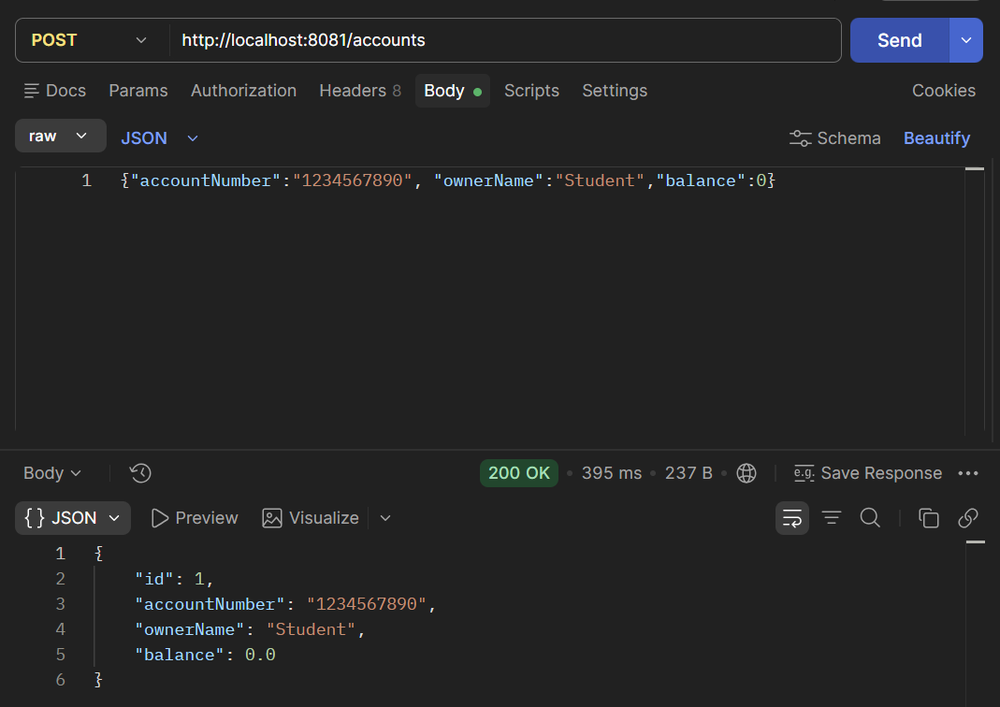 POST http://localhost:8081/accounts Send
Docs Params Authorization Headers 8 Body Scripts Settings Cookies
raw JSON Schema Beautify
1 {"accountNumber":"1234567890", "ownerName":"Student","balance":0}
Body 200 OK 395 ms 237 B e.g. Save Response
{} JSON Preview Visualize
1 {
2 "id": 1,
3 "accountNumber": "1234567890",
4 "ownerName": "Student",
5 "balance": 0.0
6 }